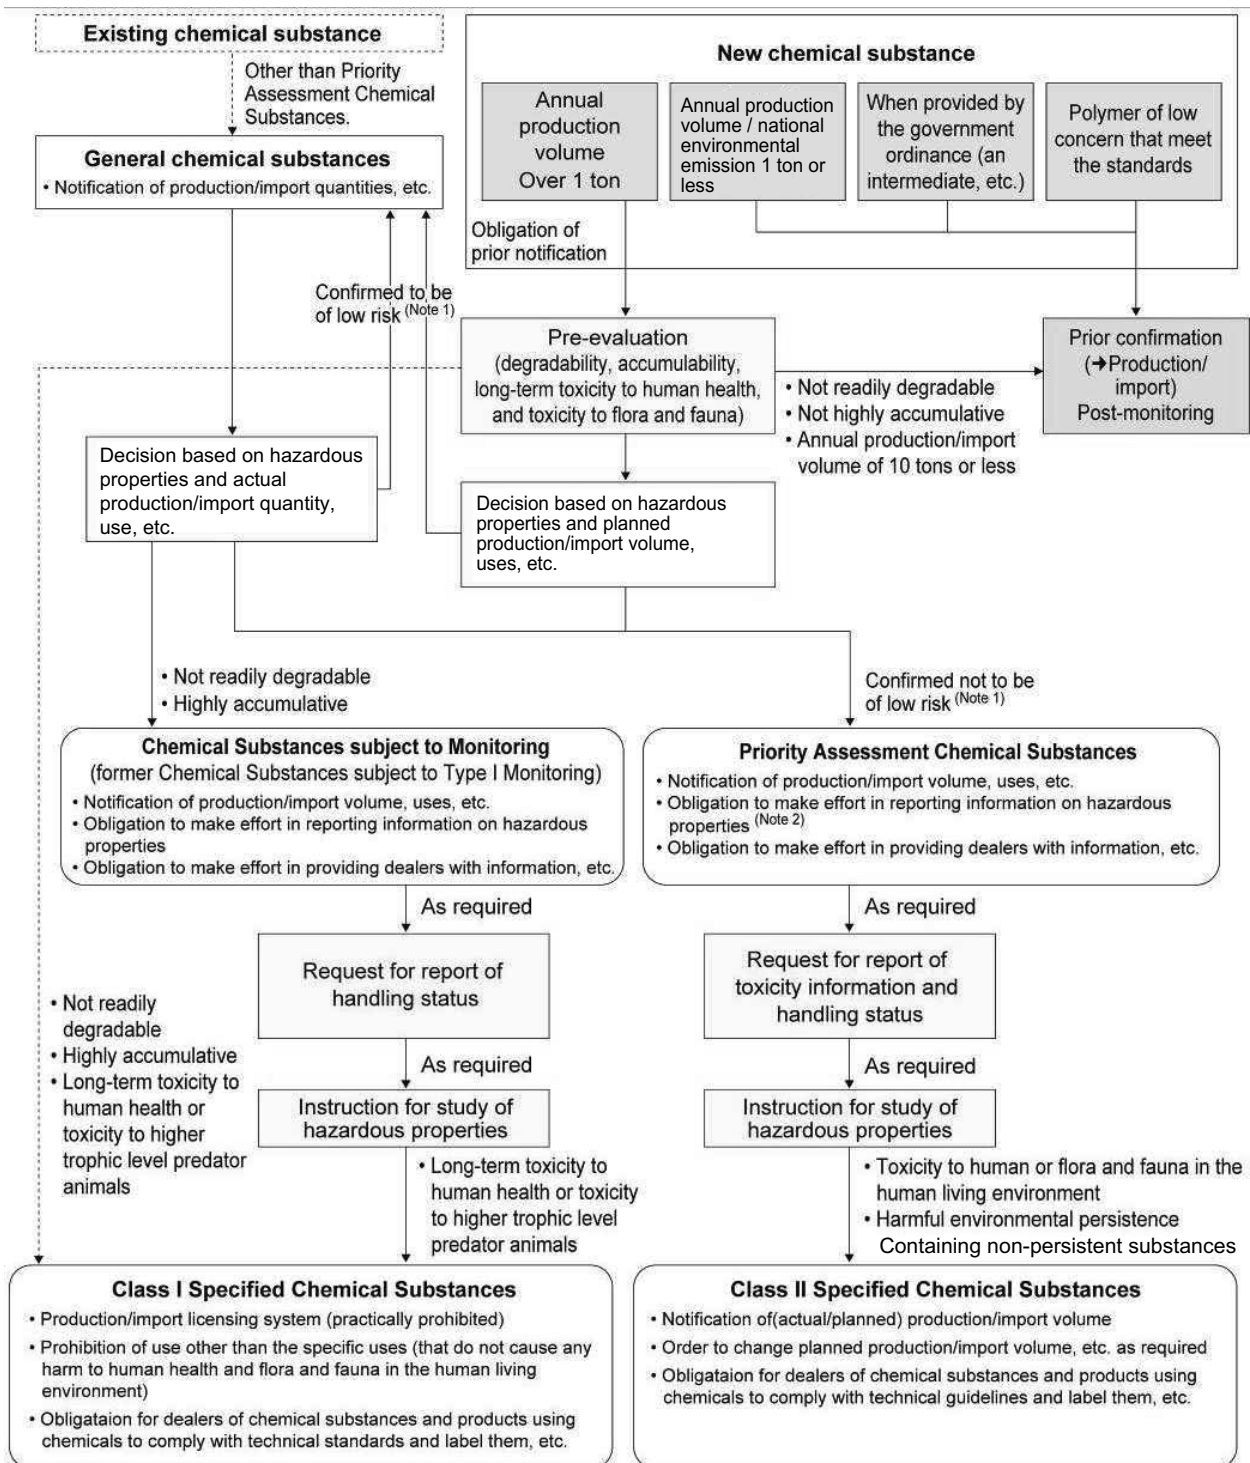 Existing chemical substance
Other than Priority
Assessment Chemical
Substances.
General chemical substances
• Notification of production/import quantities, etc.
New chemical substance
Annual
production
volume
Over 1 ton
Annual production
volume / national
environmental
emission 1 ton or
less
When provided by
the government
ordinance (an
intermediate, etc.)
Polymer of low
concern that meet
the standards
Obligation of
prior notification
Confirmed to be
of low risk (Note 1)
Pre-evaluation
(degradability, accumulability,
long-term toxicity to human health,
and toxicity to flora and fauna)
• Not readily degradable
• Not highly accumulative
• Annual production/import
volume of 10 tons or less
Prior confirmation
(➔Production/
import)
Post-monitoring
Decision based on hazardous
properties and actual
production/import quantity,
use, etc.
Decision based on hazardous
properties and planned
production/import volume,
uses, etc.
• Not readily degradable
• Highly accumulative
Confirmed not to be
of low risk (Note 1)
Chemical Substances subject to Monitoring
(former Chemical Substances subject to Type I Monitoring)
• Notification of production/import volume, uses, etc.
• Obligation to make effort in reporting information on hazardous
properties
• Obligation to make effort in providing dealers with information, etc.
Priority Assessment Chemical Substances
• Notification of production/import volume, uses, etc.
• Obligation to make effort in reporting information on hazardous
properties (Note 2)
• Obligation to make effort in providing dealers with information, etc.
As required
Request for report of
handling status
As required
Instruction for study of
hazardous properties
As required
Request for report of
toxicity information and
handling status
As required
Instruction for study of
hazardous properties
• Not readily
degradable
• Highly accumulative
• Long-term toxicity to
human health or
toxicity to higher
trophic level predator
animals
• Long-term toxicity to
human health or toxicity
to higher trophic level
predator animals
• Toxicity to human or flora and fauna in the
human living environment
• Harmful environmental persistence
Containing non-persistent substances
Class I Specified Chemical Substances
• Production/import licensing system (practically prohibited)
• Prohibition of use other than the specific uses (that do not cause any
harm to human health and flora and fauna in the human living
environment)
• Obligataion for dealers of chemical substances and products using
chemicals to comply with technical standards and label them, etc.
Class II Specified Chemical Substances
• Notification of(actual/planned) production/import volume
• Order to change planned production/import volume, etc. as required
• Obligataion for dealers of chemical substances and products using
chemicals to comply with technical guidelines and label them, etc.